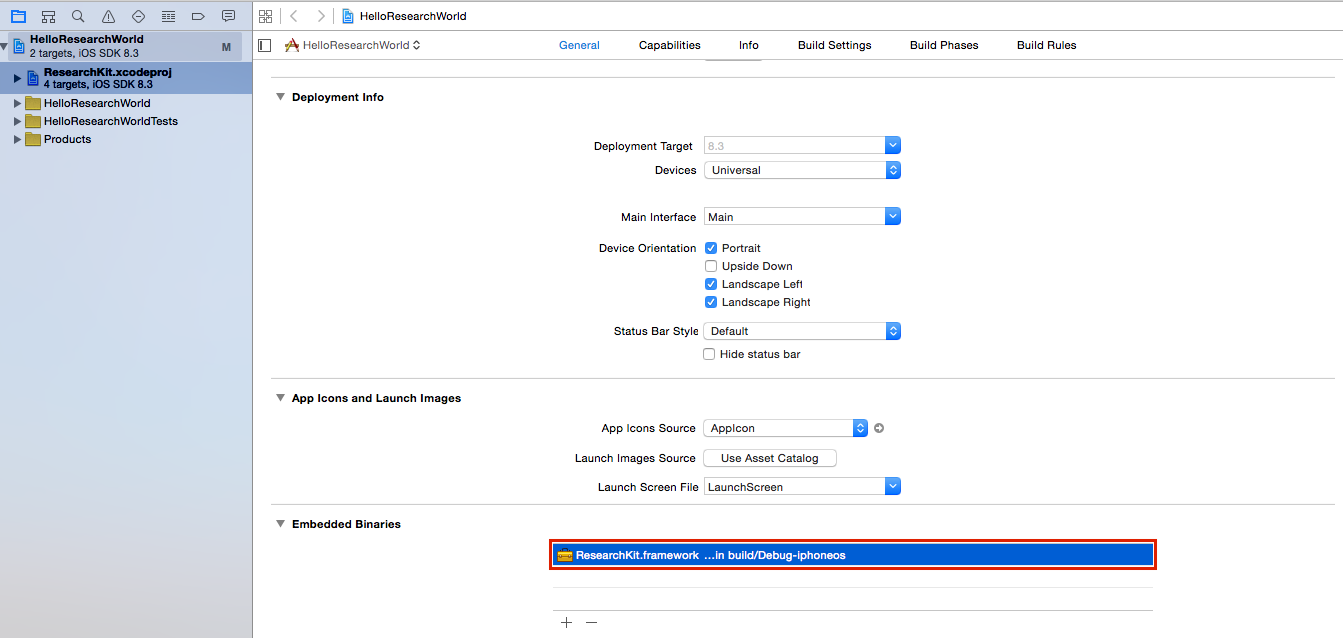 HelloResearchWorld
HelloResearchWorld
2 targets, iOS SDK 8.3
M
ResearchKit.xcodeproj
4 targets, iOS SDK 8.3
HelloResearchWorld
HelloResearchWorldTests
Products
HelloResearchWorld
General
Capabilities
Info
Build Settings
Build Phases
Build Rules
Deployment Info
Deployment Target 8.3
Devices Universal
Main Interface Main
Device Orientation Portrait
Upside Down
Landscape Left
Landscape Right
Status Bar Style Default
Hide status bar
App Icons and Launch Images
App Icons Source AppIcon
Launch Images Source Use Asset Catalog
Launch Screen File LaunchScreen
Embedded Binaries
ResearchKit.framework ...in build/Debug-iphoneos